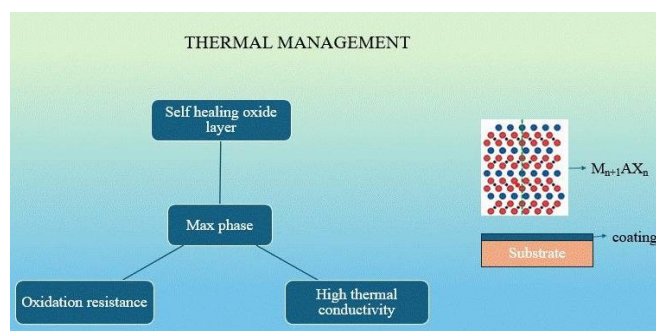 THERMAL MANAGEMENT
Self healing oxide
layer
Max phase
Oxidation resistance
High thermal
conductivity
Mn+1AXn
coating
Substrate